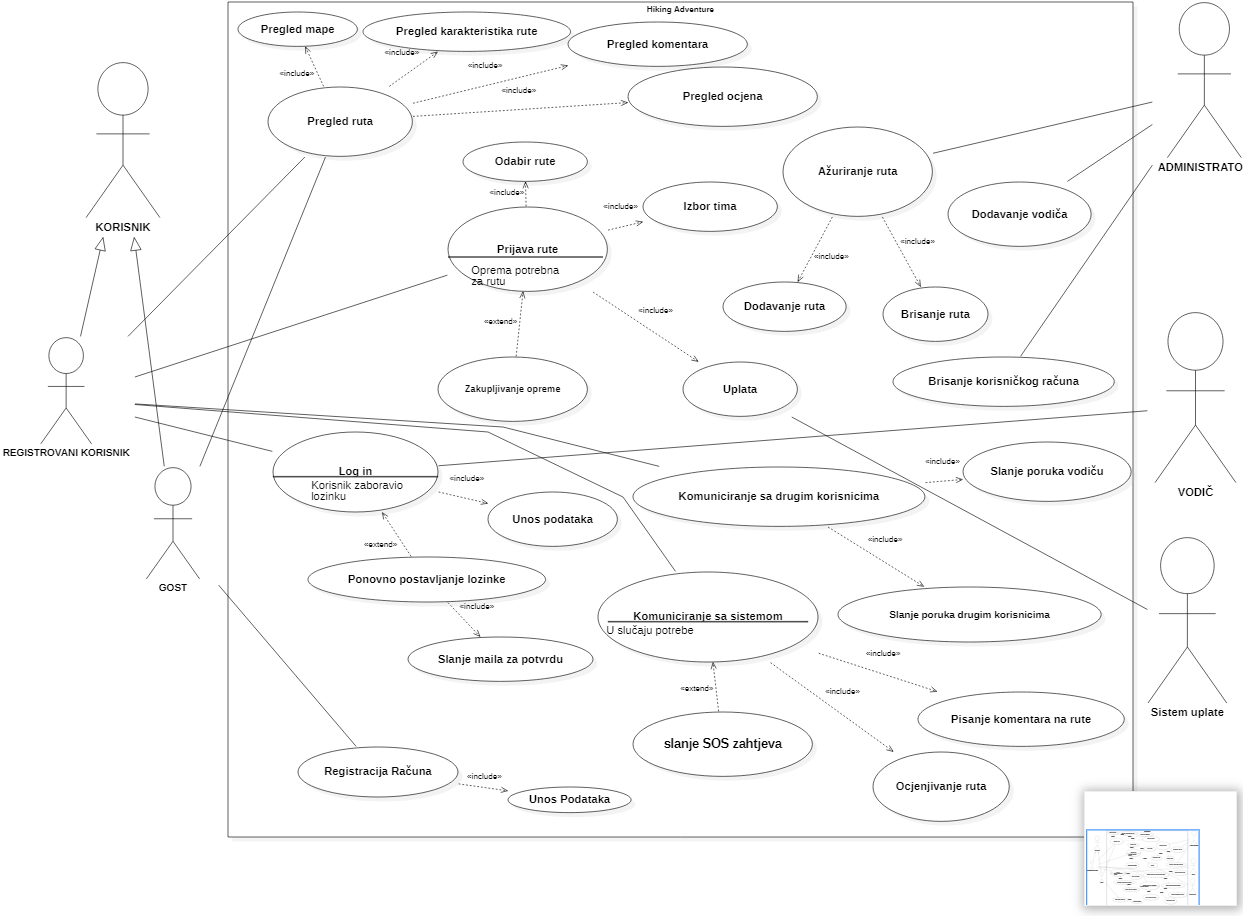 Hiking Adventure
Pregled mape
Pregled karakteristika rute
Pregled komentara
«include»
«include»
«include»
«include»
Pregled ocjena
Pregled ruta
KORISNIK
ADMINISTRATO
Odabir rute
«include»
Ažuriranje ruta
Izbor tima
«include»
Dodavanje vodiča
Prijava rute
Oprema potrebna
za rutu
«include»
«include»
Dodavanje ruta
Brisanje ruta
«include»
«extend»
Zakupljivanje opreme
Uplata
Brisanje korisničkog računa
REGISTROVANI KORISNIK
Log in
Korisnik zaboravio
lozinku
«include»
Unos podataka
«extend»
Komuniciranje sa drugim korisnicima
«include»
Slanje poruka vodiču
VODIČ
«include»
GOST
Ponovno postavljanje lozinke
«include»
Slanje maila za potvrdu
Komuniciranje sa sistemom
U slučaju potrebe
Slanje poruka drugim korisnicima
«include»
«extend»
«include»
Sistem uplate
Pisanje komentara na rute
slanje SOS zahtjeva
Registracija Računa
«include»
Unos Podataka
Ocjenjivanje ruta